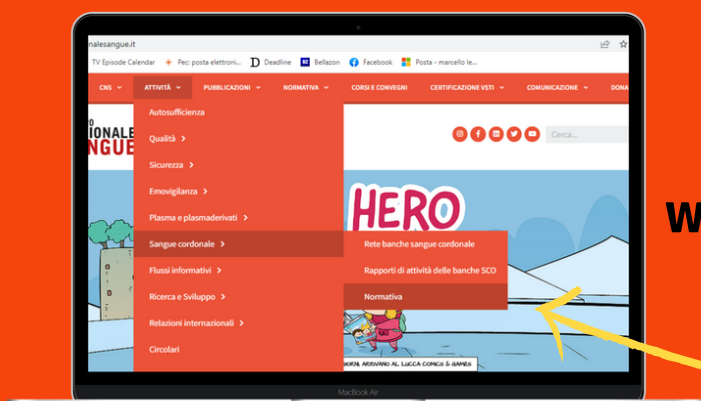 nalesangue.it
TV Episode Calendar Pec: posta elettroni... D Deadline BZ Bellazon Facebook Posta - marcello le...
CNS ATTIVITÀ PUBBLICAZIONI NORMATIVA CORSI E CONVEGNI CERTIFICAZIONE VSTI COMUNICAZIONE DONA
IONALE
NGUE
Cerca...
Autosufficienza
Qualità >
Sicurezza >
Emovigilanza >
Plasma e plasmaderivati >
Sangue cordonale >
Flussi informativi >
Ricerca e Sviluppo >
Relazioni internazionali >
Circolari
HERO
Rete banche sangue cordonale
Rapporti di attività delle banche SCO
Normativa
W
ARRIVANO AL LUCCA COMICS & GAMES
MacBook Air